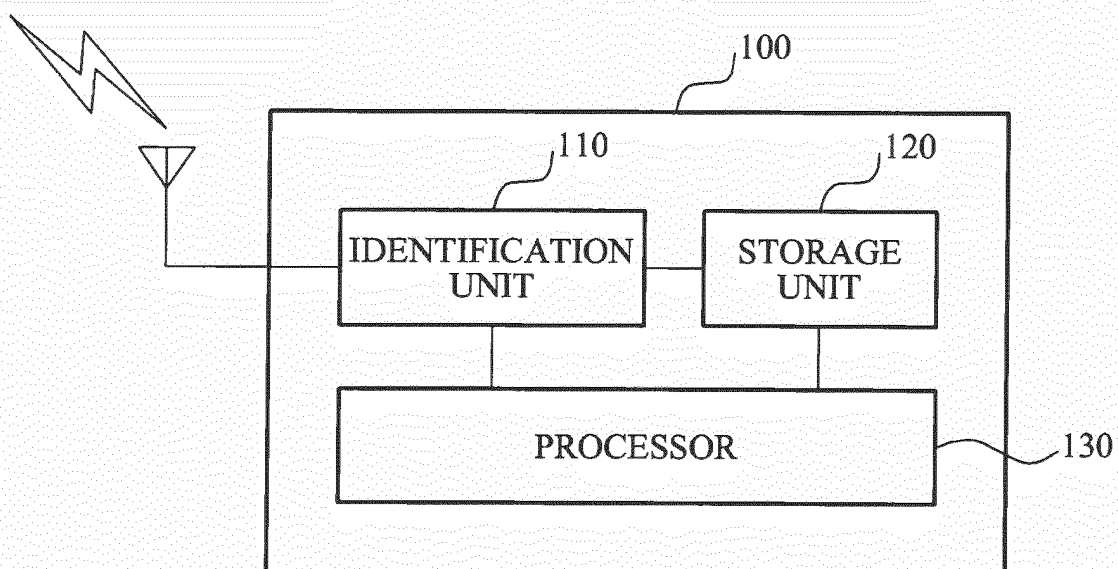 100
110
120
IDENTIFICATION
UNIT
STORAGE
UNIT
PROCESSOR
130